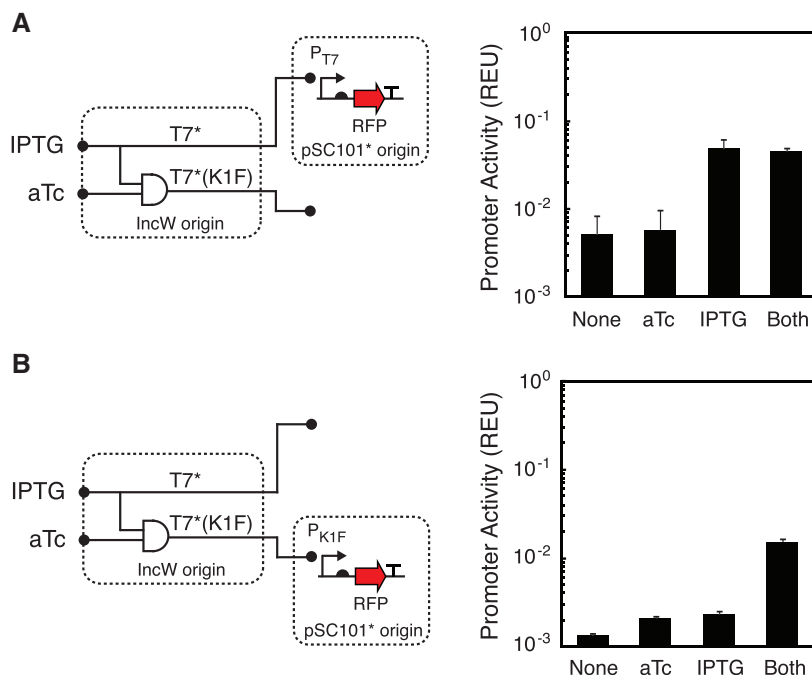 A
P_T7
IPTG
T7*
RFP
pSC101* origin
aTc
T7*(K1F)
IncW origin
Promoter Activity (REU)
10^0
10^-1
10^-2
10^-3
None aTc IPTG Both
B
IPTG
T7*
aTc
T7*(K1F)
IncW origin
P_K1F
RFP
pSC101* origin
Promoter Activity (REU)
10^0
10^-1
10^-2
10^-3
None aTc IPTG Both